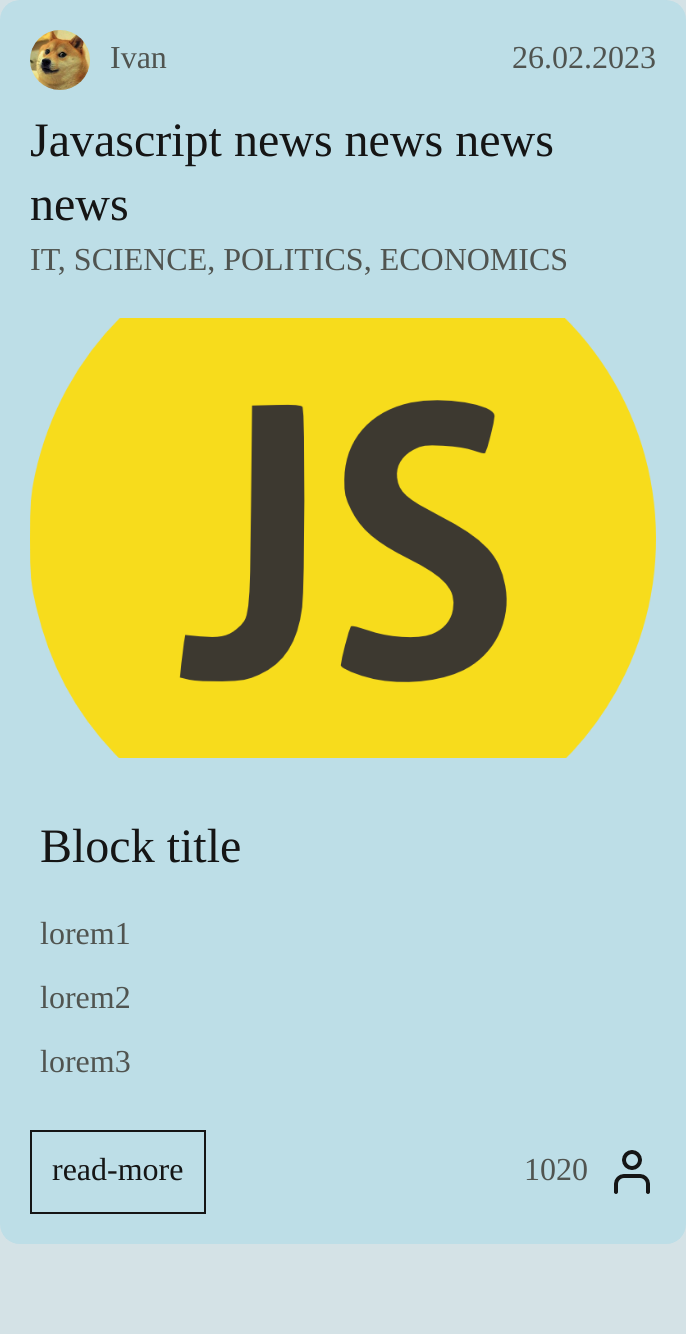 Ivan
26.02.2023
Javascript news news news
news
IT, SCIENCE, POLITICS, ECONOMICS
JS
Block title
lorem1
lorem2
lorem3
read-more
1020